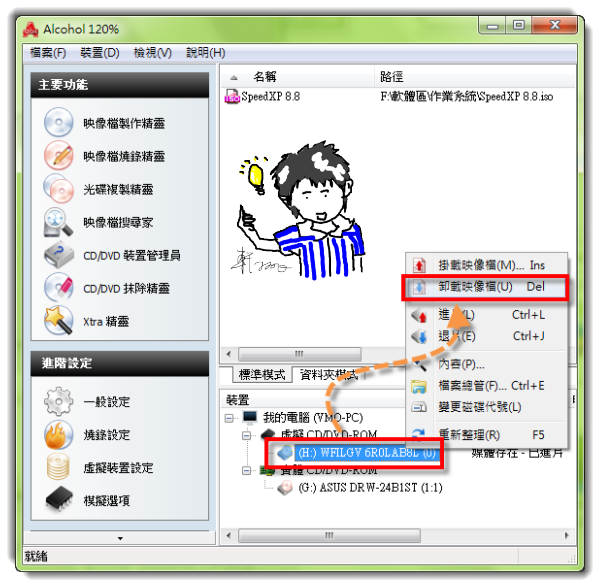 Alcohol 120%
檔案(F) 裝置(D) 檢視(V) 說明(H)
主要功能
映像檔製作精靈
映像檔燒錄精靈
光碟複製精靈
映像檔搜尋家
CD/DVD 裝置管理員
CD/DVD 抹除精靈
Xtra 精靈
進階設定
一般設定
燒錄設定
虛擬裝置設定
模擬選項
名稱 路徑
SpeedXP 8.8 F:\軟體區\作業系統\SpeedXP 8.8.iso
軒
掛載映像檔(M)... Ins
卸載映像檔(U) Del
進(L) Ctrl+L
退片(E) Ctrl+J
內容(P)...
檔案總管(F)... Ctrl+E
變更磁碟代號(L)
重新整理(R) F5
標準模式 資料夾模式
裝置
我的電腦 (VMO-PC)
虛擬 CD/DVD-ROM
(H:) WFILGV 6R0LAB8L (0) 媒體存在 - 已進片
實體 CD/DVD-ROM
(G:) ASUS DRW-24B1ST (1:1)
就緒